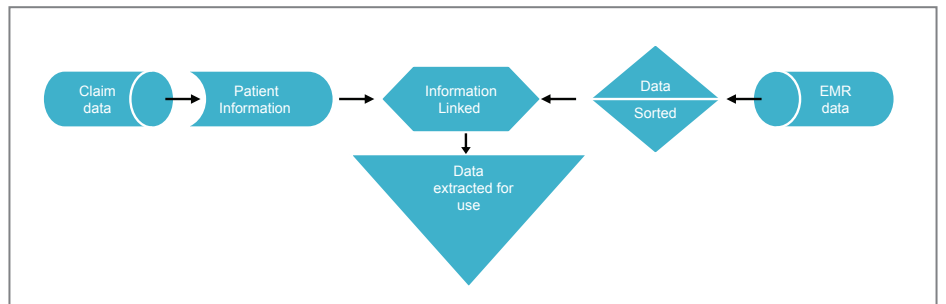 Claim
data
Patient
Information
Information
Linked
Data
Sorted
EMR
data
Data
extracted for
use